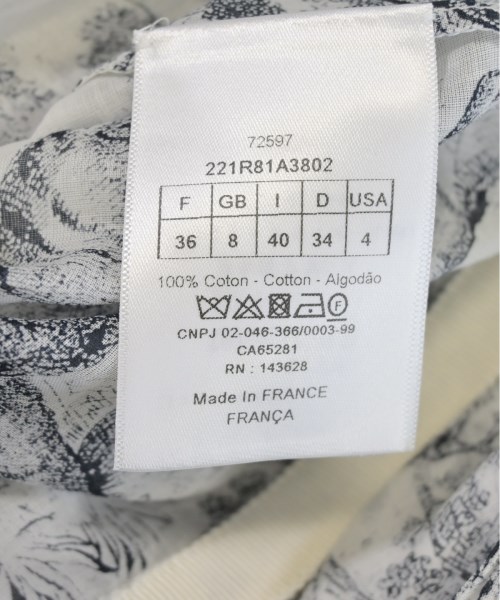 72597
221R81A3802
F GB I D USA
36 8 40 34 4
100% Coton - Cotton - Algodão
F
CNPJ 02-046-366/0003-99
CA65281
RN : 143628
Made In FRANCE
FRANÇA